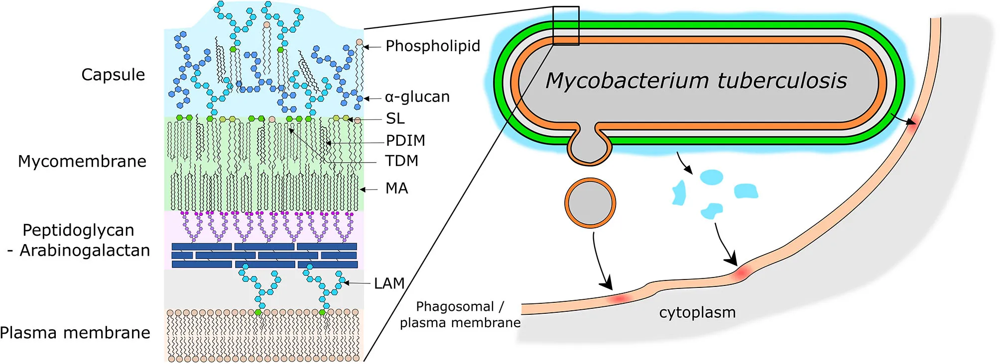 Capsule
Mycomembrane
Peptidoglycan
- Arabinogalactan
Plasma membrane
Phospholipid
α-glucan
SL
PDIM
TDM
MA
LAM
Mycobacterium tuberculosis
Phagosomal /
plasma membrane
cytoplasm